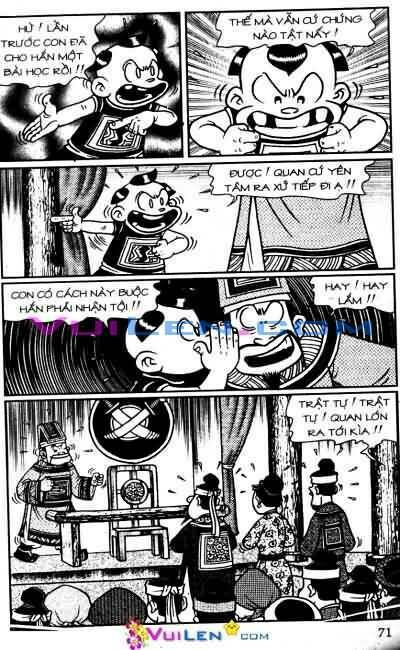 HỪ ! LẦN
TRƯỚC CON ĐÃ
CHO HẮN MỘT
BÀI HỌC RỒI !!
THẾ MÀ VẪN CỨ CHỨNG
NÀO TẬT NẤY !
ĐƯỢC ! QUAN CỨ YÊN
TÂM RA XỬ TIẾP ĐI Ạ !!
CON CÓ CÁCH NÀY BUỘC
HẮN PHẢI NHẬN TỘI !!
HAY ! HAY
LẮM !!
VUILEN.COM
TRẬT TỰ ! TRẬT
TỰ ! QUAN LỚN
RA TỚI KÌA !!
71
VUILEN.COM